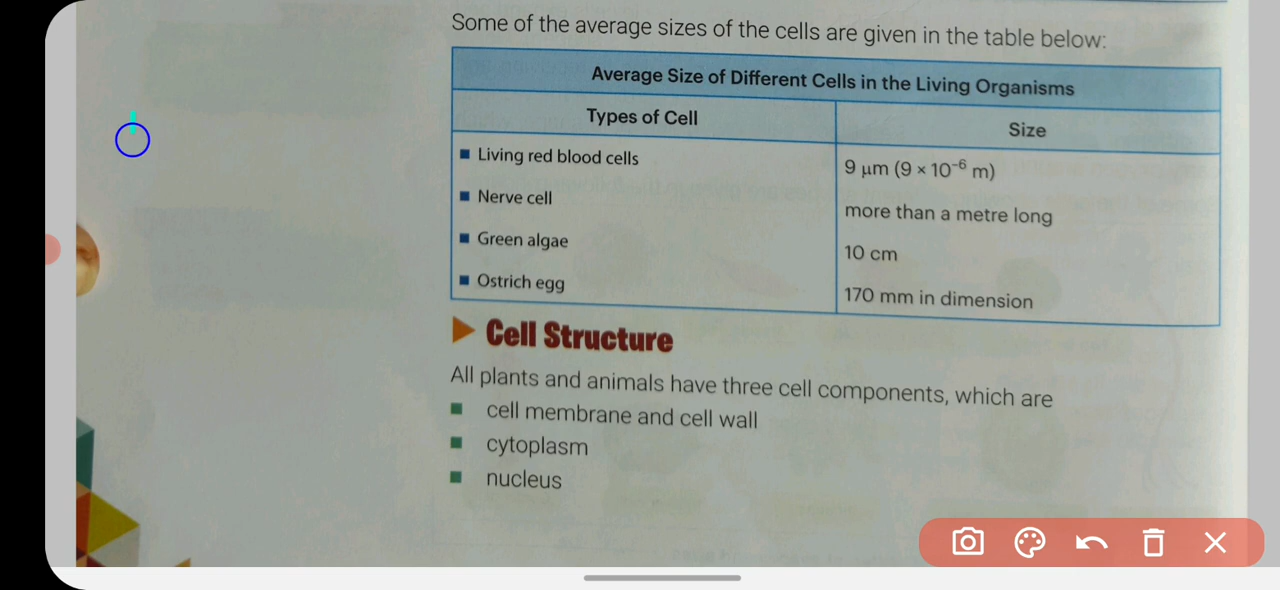 Some of the average sizes of the cells are given in the table below:
Average Size of Different Cells in the Living Organisms
Types of Cell Size
Living red blood cells 9 µm (9 × 10⁻⁶ m)
Nerve cell more than a metre long
Green algae 10 cm
Ostrich egg 170 mm in dimension
Cell Structure
All plants and animals have three cell components, which are
cell membrane and cell wall
cytoplasm
nucleus